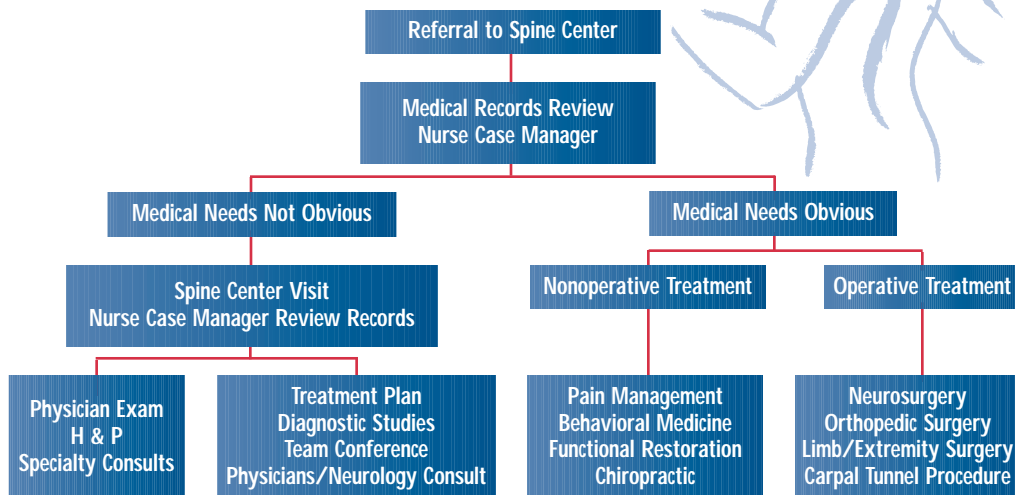 Referral to Spine Center
Medical Records Review
Nurse Case Manager
Medical Needs Not Obvious
Medical Needs Obvious
Spine Center Visit
Nurse Case Manager Review Records
Nonoperative Treatment
Operative Treatment
Physician Exam
H & P
Specialty Consults
Treatment Plan
Diagnostic Studies
Team Conference
Physicians/Neurology Consult
Pain Management
Behavioral Medicine
Functional Restoration
Chiropractic
Neurosurgery
Orthopedic Surgery
Limb/Extremity Surgery
Carpal Tunnel Procedure